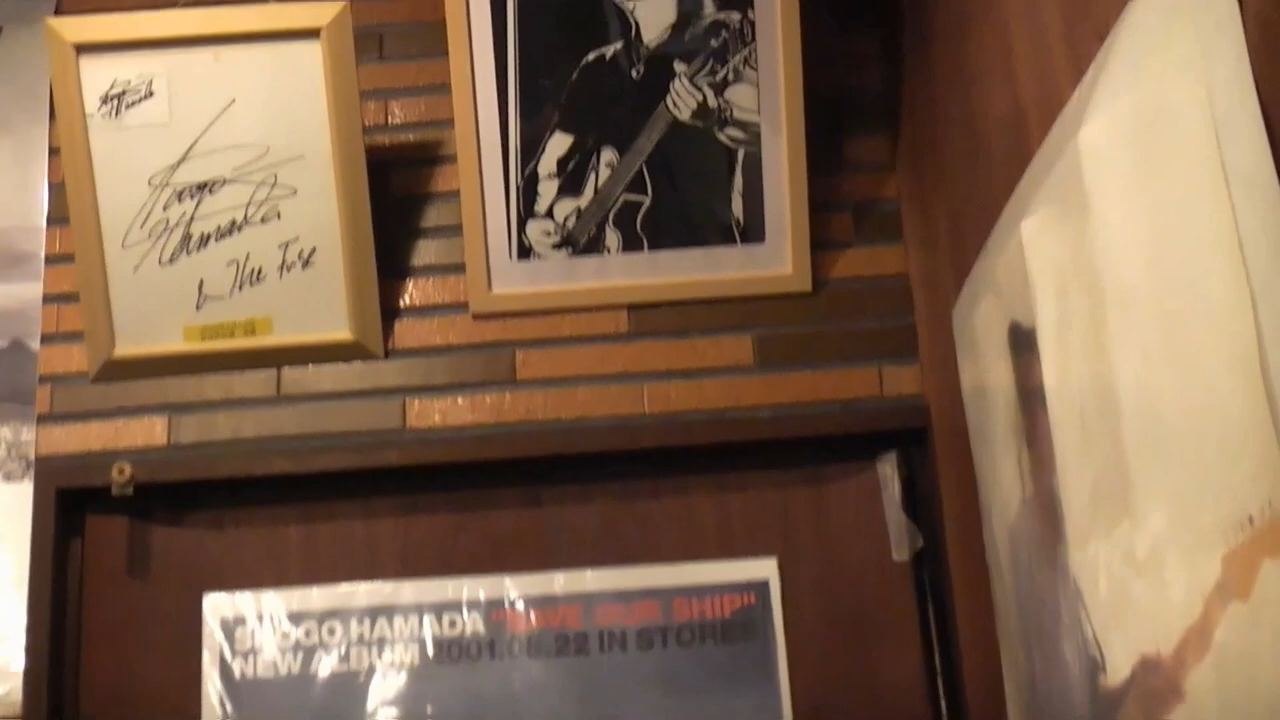 Shogo
Hamada
& The Fuse
SHOGO HAMADA "SAVE OUR SHIP"
NEW ALBUM 2001.08.22 IN STORES